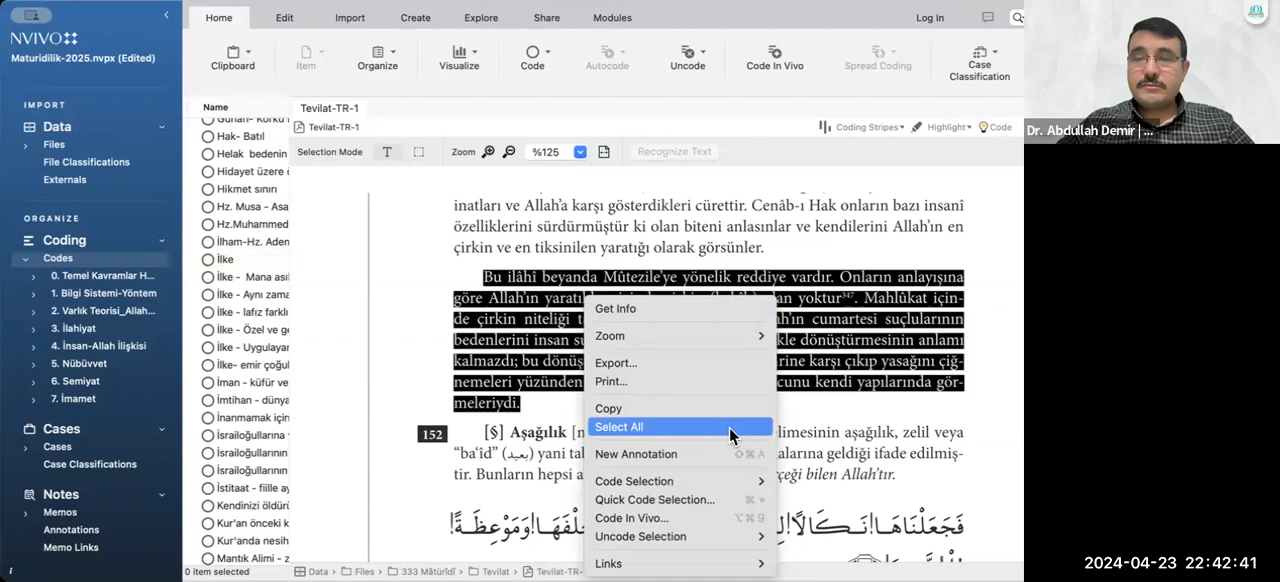 NVIVO
Maturidilik-2025.nvpx (Edited)
IMPORT
Data
Files
File Classifications
Externals
ORGANIZE
Coding
Codes
0. Temel Kavramlar H...
1. Bilgi Sistemi-Yöntem
2. Varlık Teorisi_Allah...
3. İlahiyat
4. İnsan-Allah İlişkisi
5. Nübüvvet
6. Semiyat
7. İmamet
Cases
Cases
Case Classifications
Notes
Memos
Annotations
Memo Links
Home Edit Import Create Explore Share Modules Log In
Clipboard Item Organize Visualize Code Autocode Uncode Code In Vivo Spread Coding Case Classification
Name
Günah- Korku
Hak- Batıl
Helak bedenin
Hidayet üzere
Hikmet sınırı
Hz. Musa - Asa
Hz.Muhammed
İlham-Hz. Aden
İlke
İlke - Mana ası
İlke - Aynı zama
İlke - lafız farklı
İlke - Özel ve ge
İlke - Uygulayar
İlke- emir çoğul
İman - küfür ve
İmtihan - dünya
İnanmamak için
İsrailoğullarına
İsrailoğullarının
İsrailoğullarının
İstitaat - fiille ay
Kendinizi öldürü
Kur'an önceki k
Kur'anda nesih
Mantık Alimi - z
0 item selected
Tevilat-TR-1
Tevilat-TR-1 Coding Stripes Highlight Code
Selection Mode T Zoom %125 Recognize Text
inatları ve Allah’a karşı gösterdikleri cürettir. Cenâb-ı Hak onların bazı insanî
özelliklerini sürdürmüştür ki olan biteni anlasınlar ve kendilerini Allah’ın en
çirkin ve en tiksinilen yaratığı olarak görsünler.
Bu ilâhî beyanda Mûtezile’ye yönelik reddiye vardır. Onların anlayışına
göre Allah’ın yaratıl yoktur³⁴⁷. Mahlûkat için-
de çirkin niteliği cumartesi suçlularının
bedenlerini insan dönüştürmesinin anlamı
kalmazdı; bu dönüş karşı çıkıp yasağını çiğ-
nemeleri yüzünden kendi yapılarında gör-
meleriydi.
152 [§] Aşağılık limesinin aşağılık, zelil veya
“ba‘id” (بعيد) yani alarına geldiği ifade edilmiş-
tir. Bunların hepsi çeği bilen Allah’tır.
فَجَعَلْنَاهَا نَكَالًا وَمَوْعِظَةً
Get Info
Zoom
Export...
Print...
Copy
Select All
New Annotation ⇧⌘ A
Code Selection
Quick Code Selection... ⌘ *
Code In Vivo... ⌥⌘ 9
Uncode Selection
Links
Data Files 333 Mâtürîdî Tevilat Tevilat-TR-
Dr. Abdullah Demir | ...
2024-04-23 22:42:41